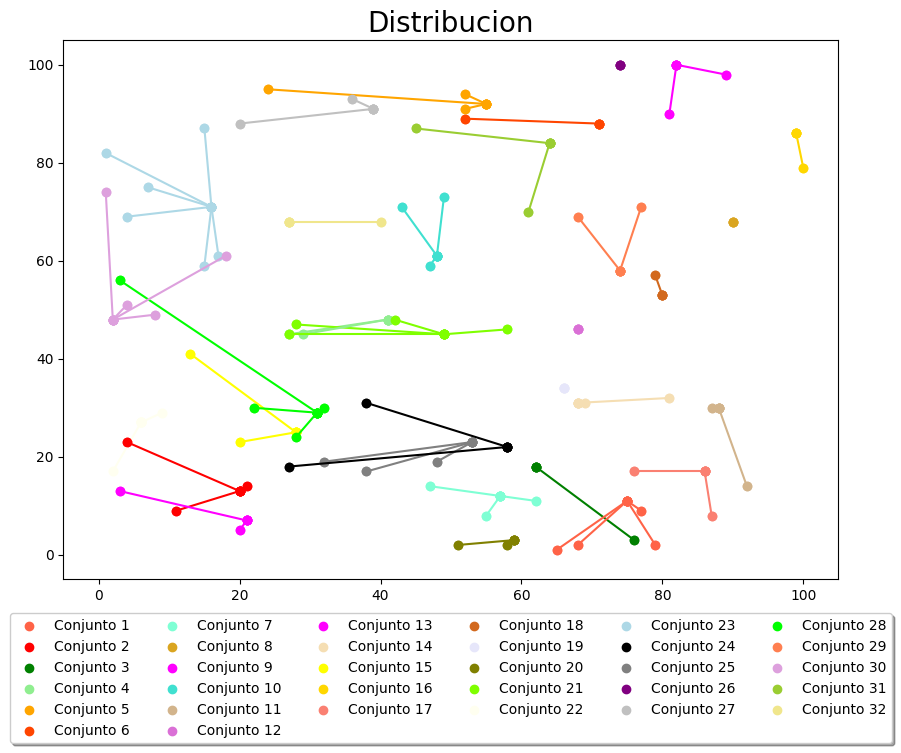 Distribucion
100
80
60
40
20
0
0 20 40 60 80 100
Conjunto 1 Conjunto 7 Conjunto 13 Conjunto 18 Conjunto 23 Conjunto 28
Conjunto 2 Conjunto 8 Conjunto 14 Conjunto 19 Conjunto 24 Conjunto 29
Conjunto 3 Conjunto 9 Conjunto 15 Conjunto 20 Conjunto 25 Conjunto 30
Conjunto 4 Conjunto 10 Conjunto 16 Conjunto 21 Conjunto 26 Conjunto 31
Conjunto 5 Conjunto 11 Conjunto 17 Conjunto 22 Conjunto 27 Conjunto 32
Conjunto 6 Conjunto 12